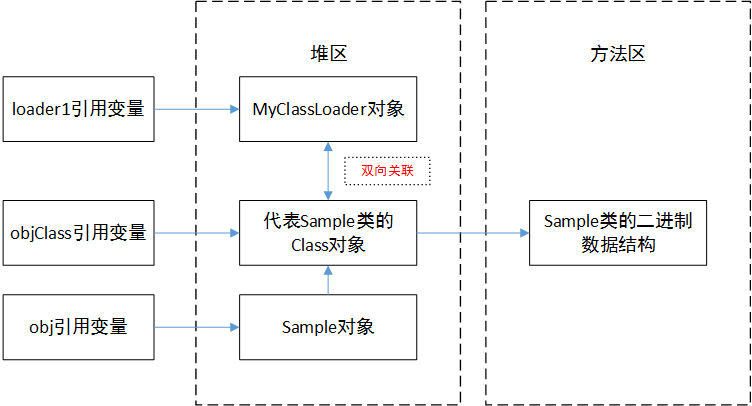 堆区
方法区
loader1引用变量
MyClassLoader对象
双向关联
objClass引用变量
代表Sample类的
Class对象
Sample类的二进制
数据结构
obj引用变量
Sample对象